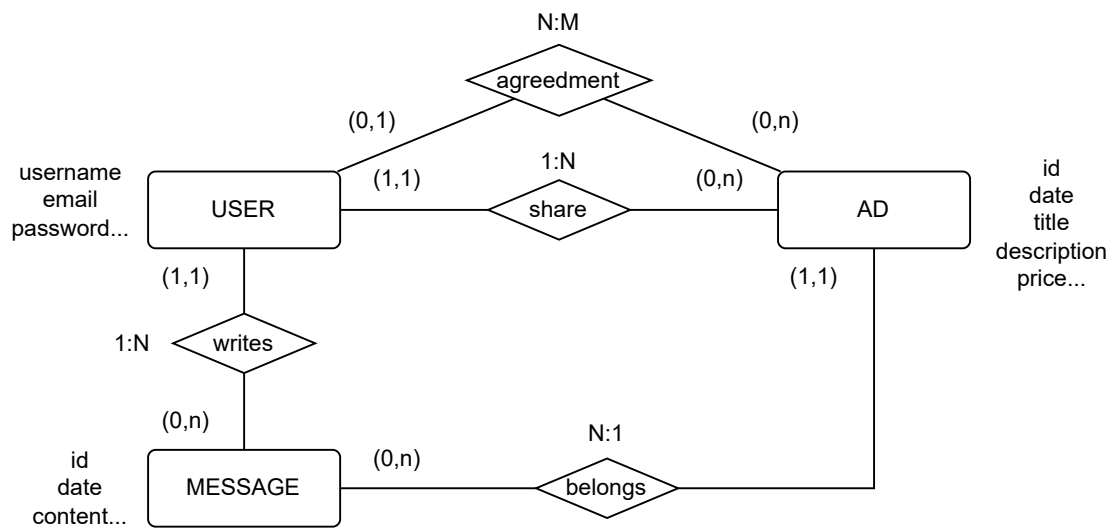 N:M
agreedment
(0,1)
(0,n)
username
email
password...
USER
(1,1)
1:N
share
(0,n)
AD
id
date
title
description
price...
(1,1)
(1,1)
1:N
writes
(0,n)
id
date
content...
MESSAGE
(0,n)
N:1
belongs